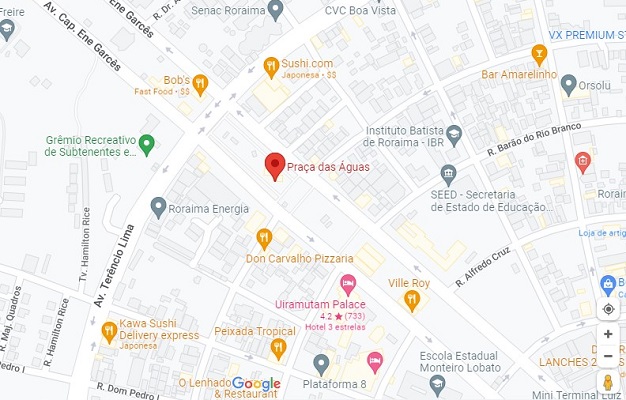 Senac Roraima
CVC Boa Vista
R. Dr. A
Ene Garcês
Freire
Av. Cap. Ene Garcês
VX PREMIUM ST
Sushi.com
Japonesa • $$
Bob's
Fast Food • $$
Bar Amarelinho
Orsolu
Grêmio Recreativo
de Subtenentes e...
Instituto Batista
de Roraima - IBR
R. Barão do Rio Branco
Praça das Águas
SEED - Secretaria
de Estado de Educação...
Roraima Energia
Tv. Hamilton Rice
Av. Terêncio Lima
Loja de artig
Don Carvalho Pizzaria
R. Alfredo Cruz
Ville Roy
Uiramutam Palace
4.2 ★ (733)
Hotel 3 estrelas
B
R. Maj. Quadros
R. Hamilton Rice
Kawa Sushi
Delivery express
Japonesa
Peixada Tropical
Escola Estadual
Monteiro Lobato
D
R
LANCHES 2
S
Pedro I
R. Dom Pedro I
O Lenhado
& Restaurant
Google
Plataforma 8
Mini Terminal Luiz